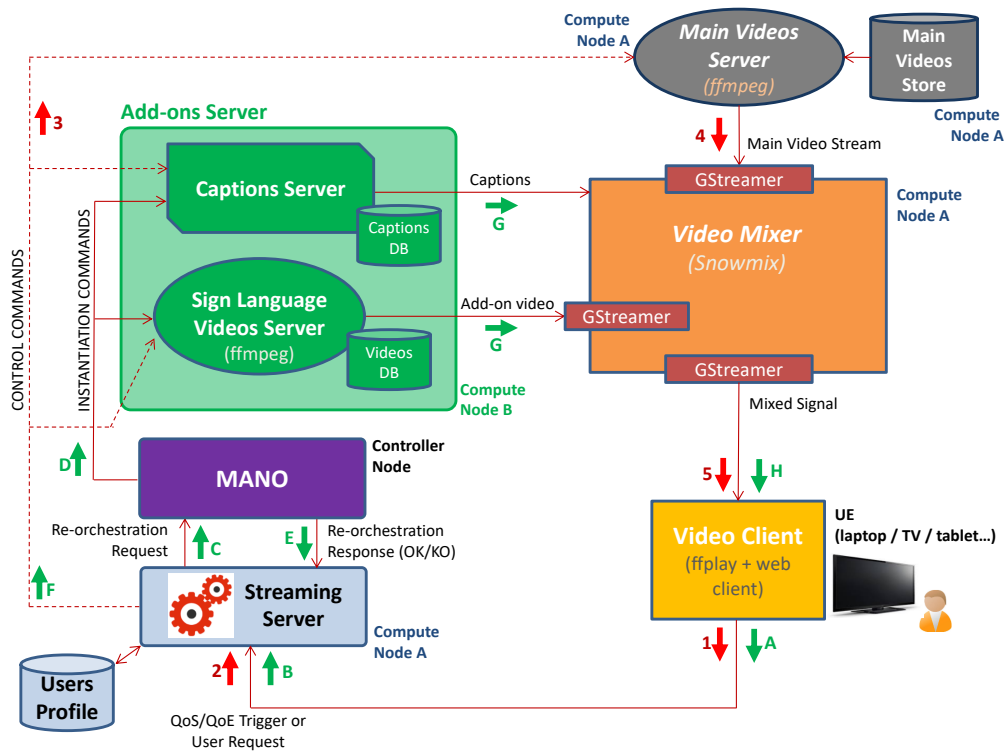 Compute
Node A
Main Videos
Server
(ffmpeg)
Main
Videos
Store
Compute
Node A
3
Add-ons Server
4
Main Video Stream
Captions Server
Captions
DB
Captions
G
GStreamer
Compute
Node A
Video Mixer
(Snowmix)
Sign Language
Videos Server
(ffmpeg)
Videos
DB
Add-on video
G
GStreamer
GStreamer
Compute
Node B
CONTROL COMMANDS
INSTANTIATION COMMANDS
Mixed Signal
D
MANO
Controller
Node
5
H
Re-orchestration
Request
C
E
Re-orchestration
Response (OK/KO)
Video Client
(ffplay + web
client)
UE
(laptop / TV / tablet...)
F
Streaming
Server
Compute
Node A
1
A
Users
Profile
2
B
QoS/QoE Trigger or
User Request